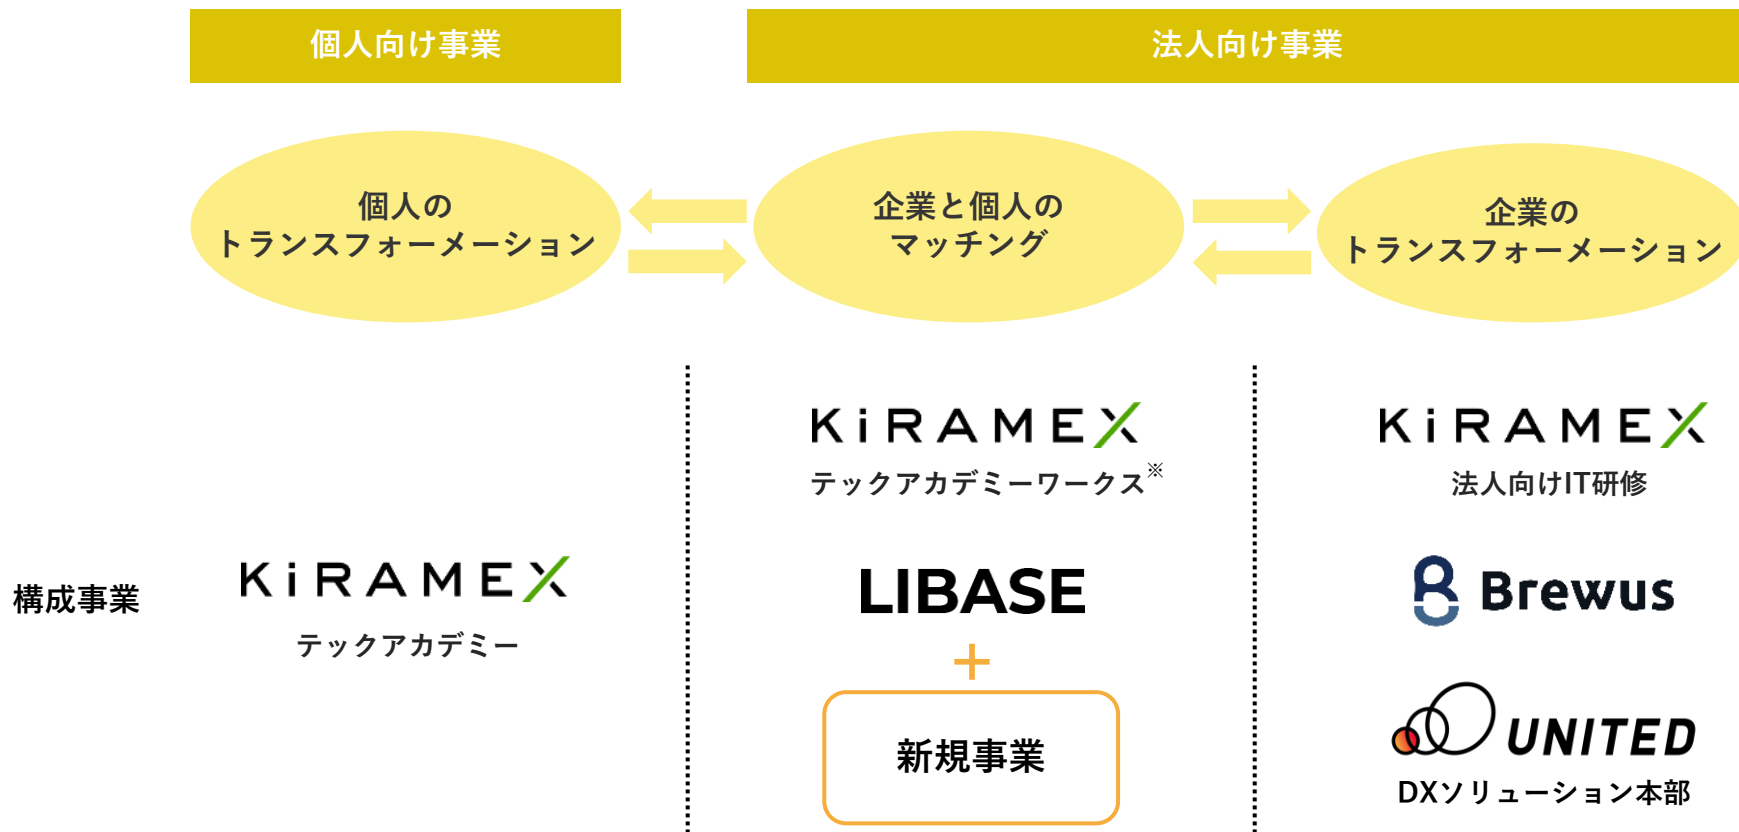 個人向け事業
法人向け事業
個人の
トランスフォーメーション
企業と個人の
マッチング
企業の
トランスフォーメーション
構成事業
KiRAMEX
テックアカデミー
KiRAMEX
テックアカデミーワークス※
LIBASE
+
新規事業
KiRAMEX
法人向けIT研修
Brewus
UNITED
DXソリューション本部